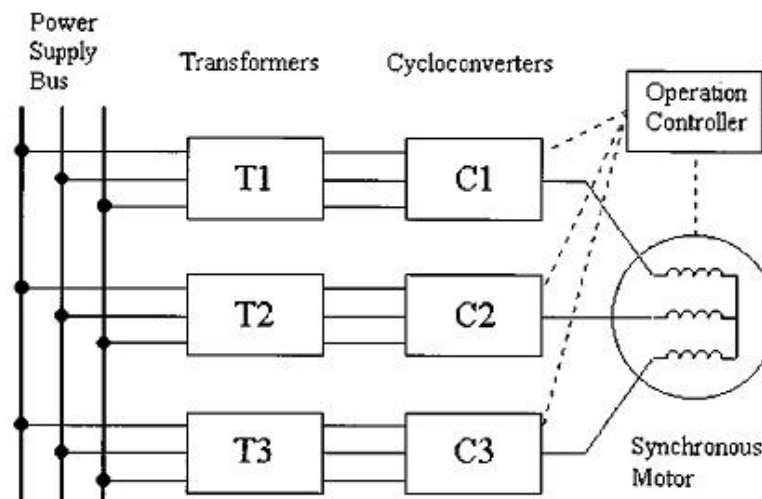 Power
Supply
Bus
Transformers
Cycloconverters
Operation
Controller
T1
C1
T2
C2
T3
C3
Synchronous
Motor